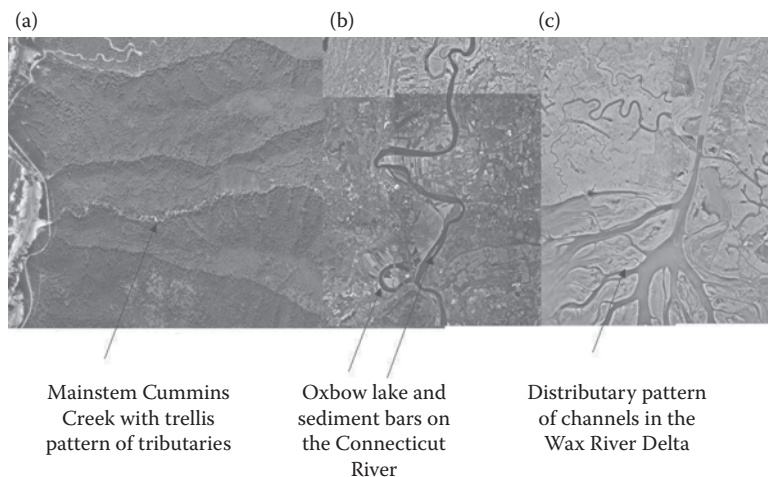 (a)
(b)
(c)
Mainstem Cummins
Creek with trellis
pattern of tributaries
Oxbow lake and
sediment bars on
the Connecticut
River
Distributary pattern
of channels in the
Wax River Delta